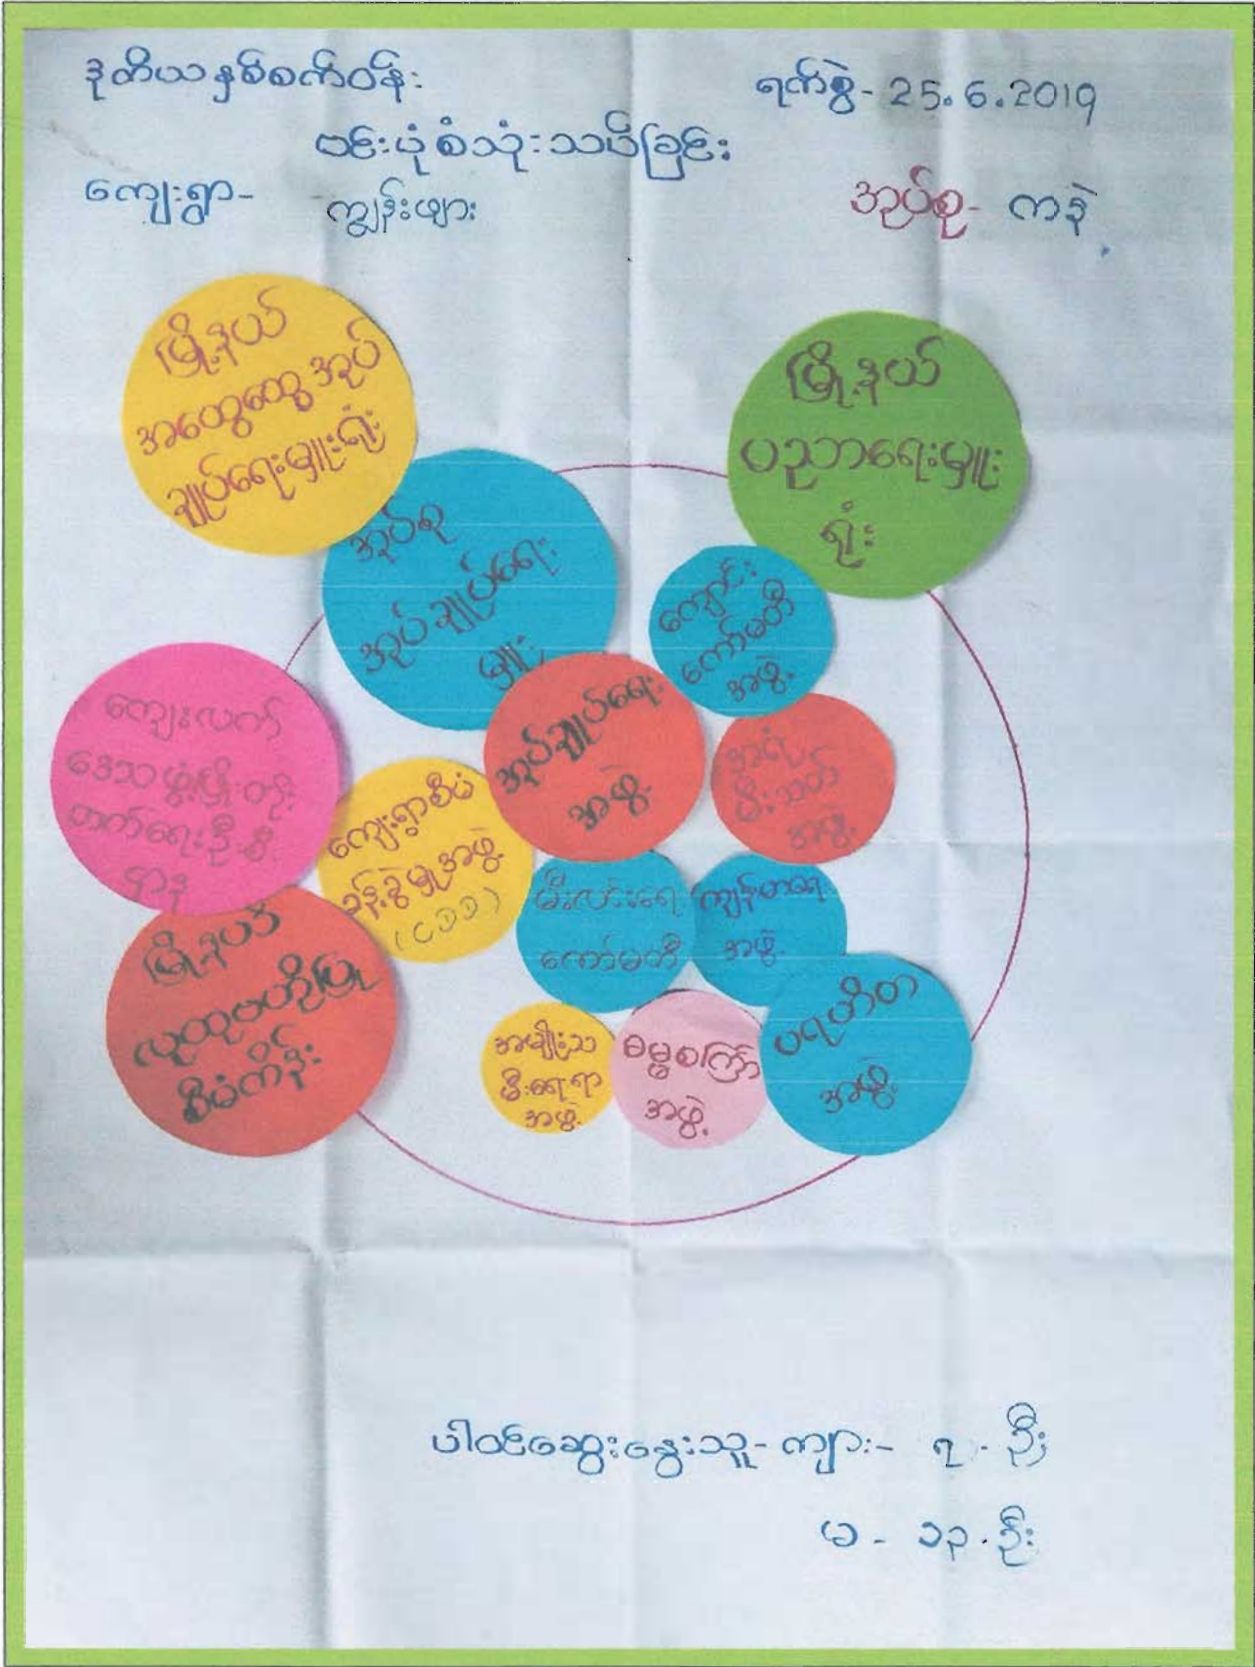 ဒုတိယနှစ်စက်ဝန်း
ရက်စွဲ- 25.6.2019
ဗင်းပုံစံသုံးသပ်ခြင်း
ကျေးရွာ- ကျွန်းဖျား
အုပ်စု- ကနဲ
မြို့နယ်
အထွေထွေအုပ်
ချုပ်ရေးမှူးရုံး
မြို့နယ်
ပညာရေးမှူး
ရုံး
အုပ်စု
အုပ်ချုပ်ရေး
မှူး
ကျောင်း
ကော်မတီ
အဖွဲ့
ကျေးလက်
ဒေသဖွံ့ဖြိုးတိုး
တက်ရေးဦးစီး
ဌာန
အုပ်ချုပ်ရေး
အဖွဲ့
အရံ
မီးသတ်
အဖွဲ့
ကျေးရွာစီမံ
ခန့်ခွဲမှုအဖွဲ့
(CDD)
မီးလင်းရေး
ကော်မတီ
ကျန်းမာရေး
အဖွဲ့
မြို့နယ်
လူထုဗဟိုပြု
စီမံကိန်း
အမျိုးသ
မီးရေးရာ
အဖွဲ့
ဓမ္မစကြာ
အဖွဲ့
ပရဟိတ
အဖွဲ့
ပါဝင်ဆွေးနွေးသူ- ကျား- ၇ - ဦး
မ - ၁၃ - ဦး